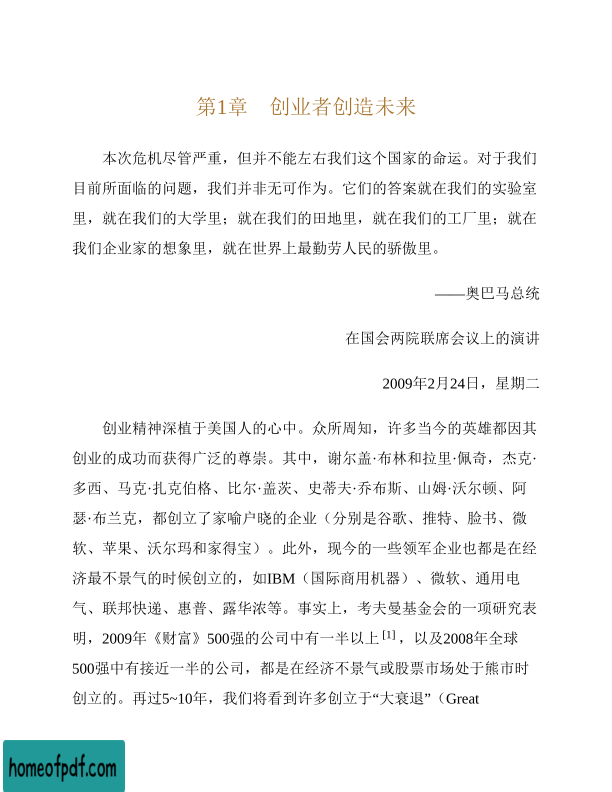 第1章 创业者创造未来
本次危机尽管严重，但并不能左右我们这个国家的命运。对于我们
目前所面临的问题，我们并非无可作为。它们的答案就在我们的实验室
里，就在我们的大学里；就在我们的田地里，就在我们的工厂里；就在
我们企业家的想象里，就在世界上最勤劳人民的骄傲里。
——奥巴马总统
在国会两院联席会议上的演讲
2009年2月24日，星期二
创业精神深植于美国人的心中。众所周知，许多当今的英雄都因其
创业的成功而获得广泛的尊崇。其中，谢尔盖·布林和拉里·佩奇，杰克·
多西、马克·扎克伯格、比尔·盖茨、史蒂夫·乔布斯、山姆·沃尔顿、阿
瑟·布兰克，都创立了家喻户晓的企业（分别是谷歌、推特、脸书、微
软、苹果、沃尔玛和家得宝）。此外，现今的一些领军企业也都是在经
济最不景气的时候创立的，如IBM（国际商用机器）、微软、通用电
气、联邦快递、惠普、露华浓等。事实上，考夫曼基金会的一项研究表
明，2009年《财富》500强的公司中有一半以上[1]，以及2008年全球
500强中有接近一半的公司，都是在经济不景气或股票市场处于熊市时
创立的。再过5~10年，我们将看到许多创立于“大衰退”（Great
homeofpdf.com